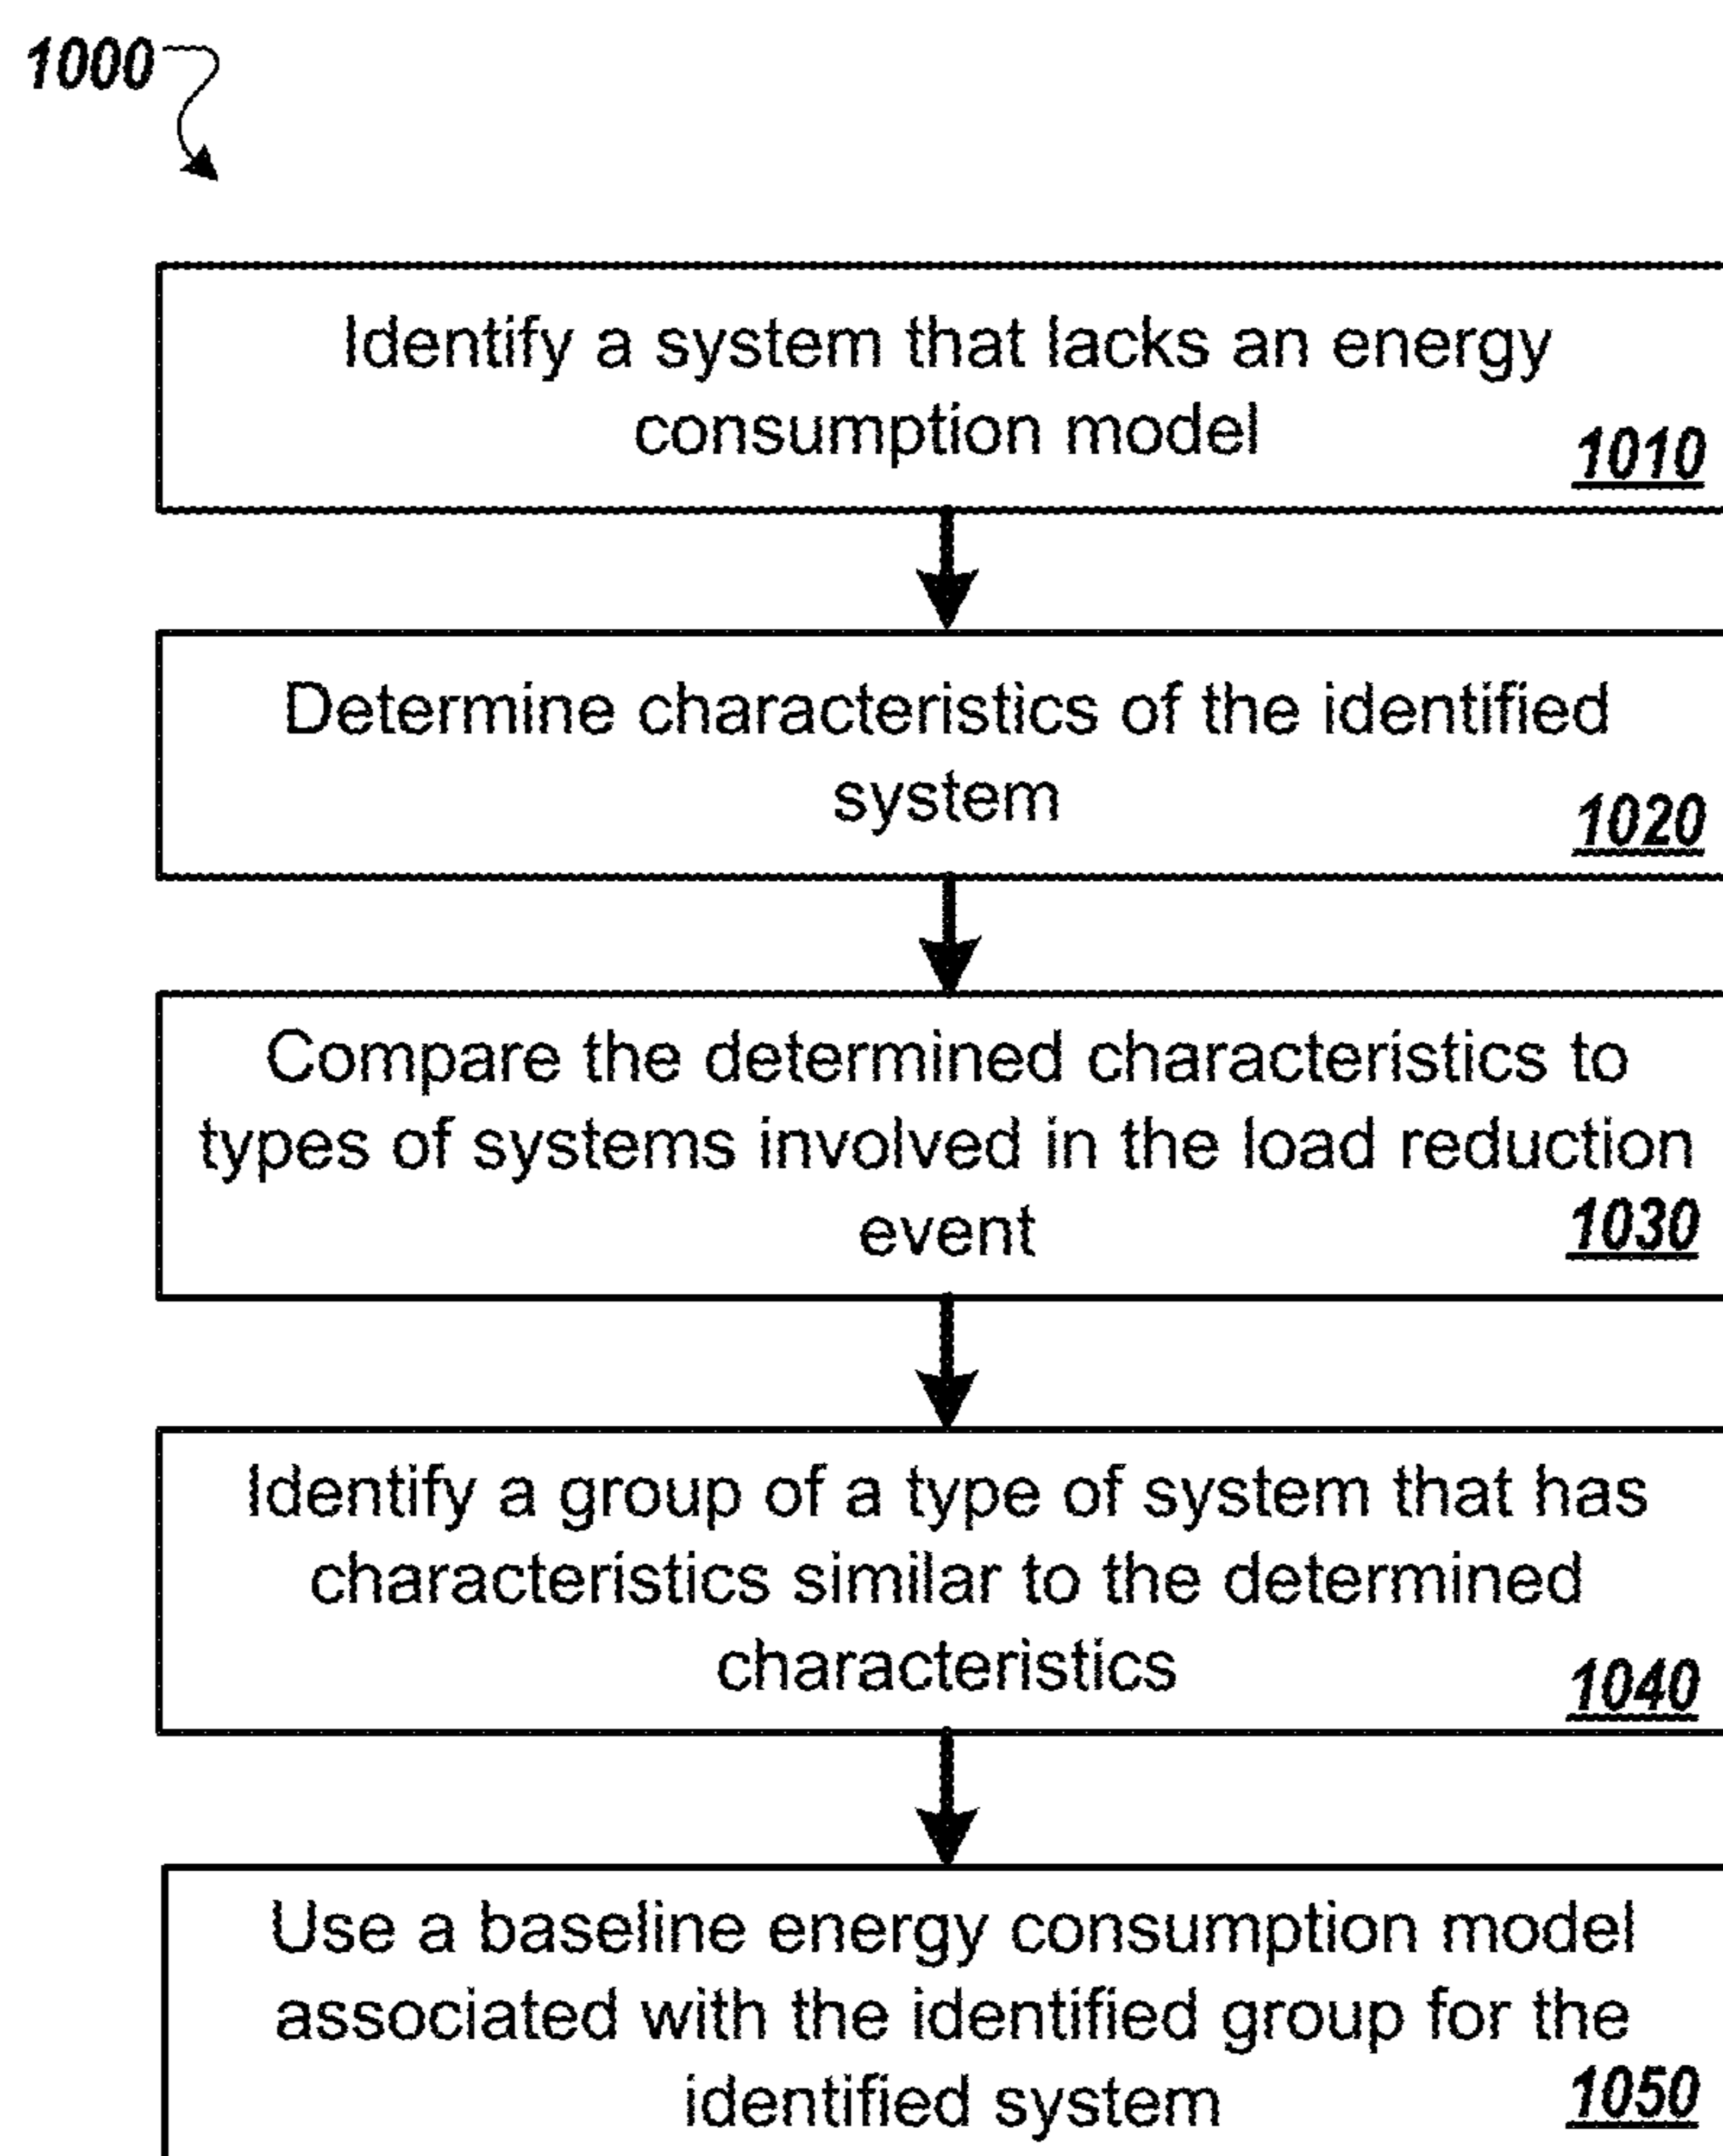 1000
Identify a system that lacks an energy
consumption model
1010
Determine characteristics of the identified
system
1020
Compare the determined characteristics to
types of systems involved in the load reduction
event
1030
Identify a group of a type of system that has
characteristics similar to the determined
characteristics
1040
Use a baseline energy consumption model
associated with the identified group for the
identified system
1050